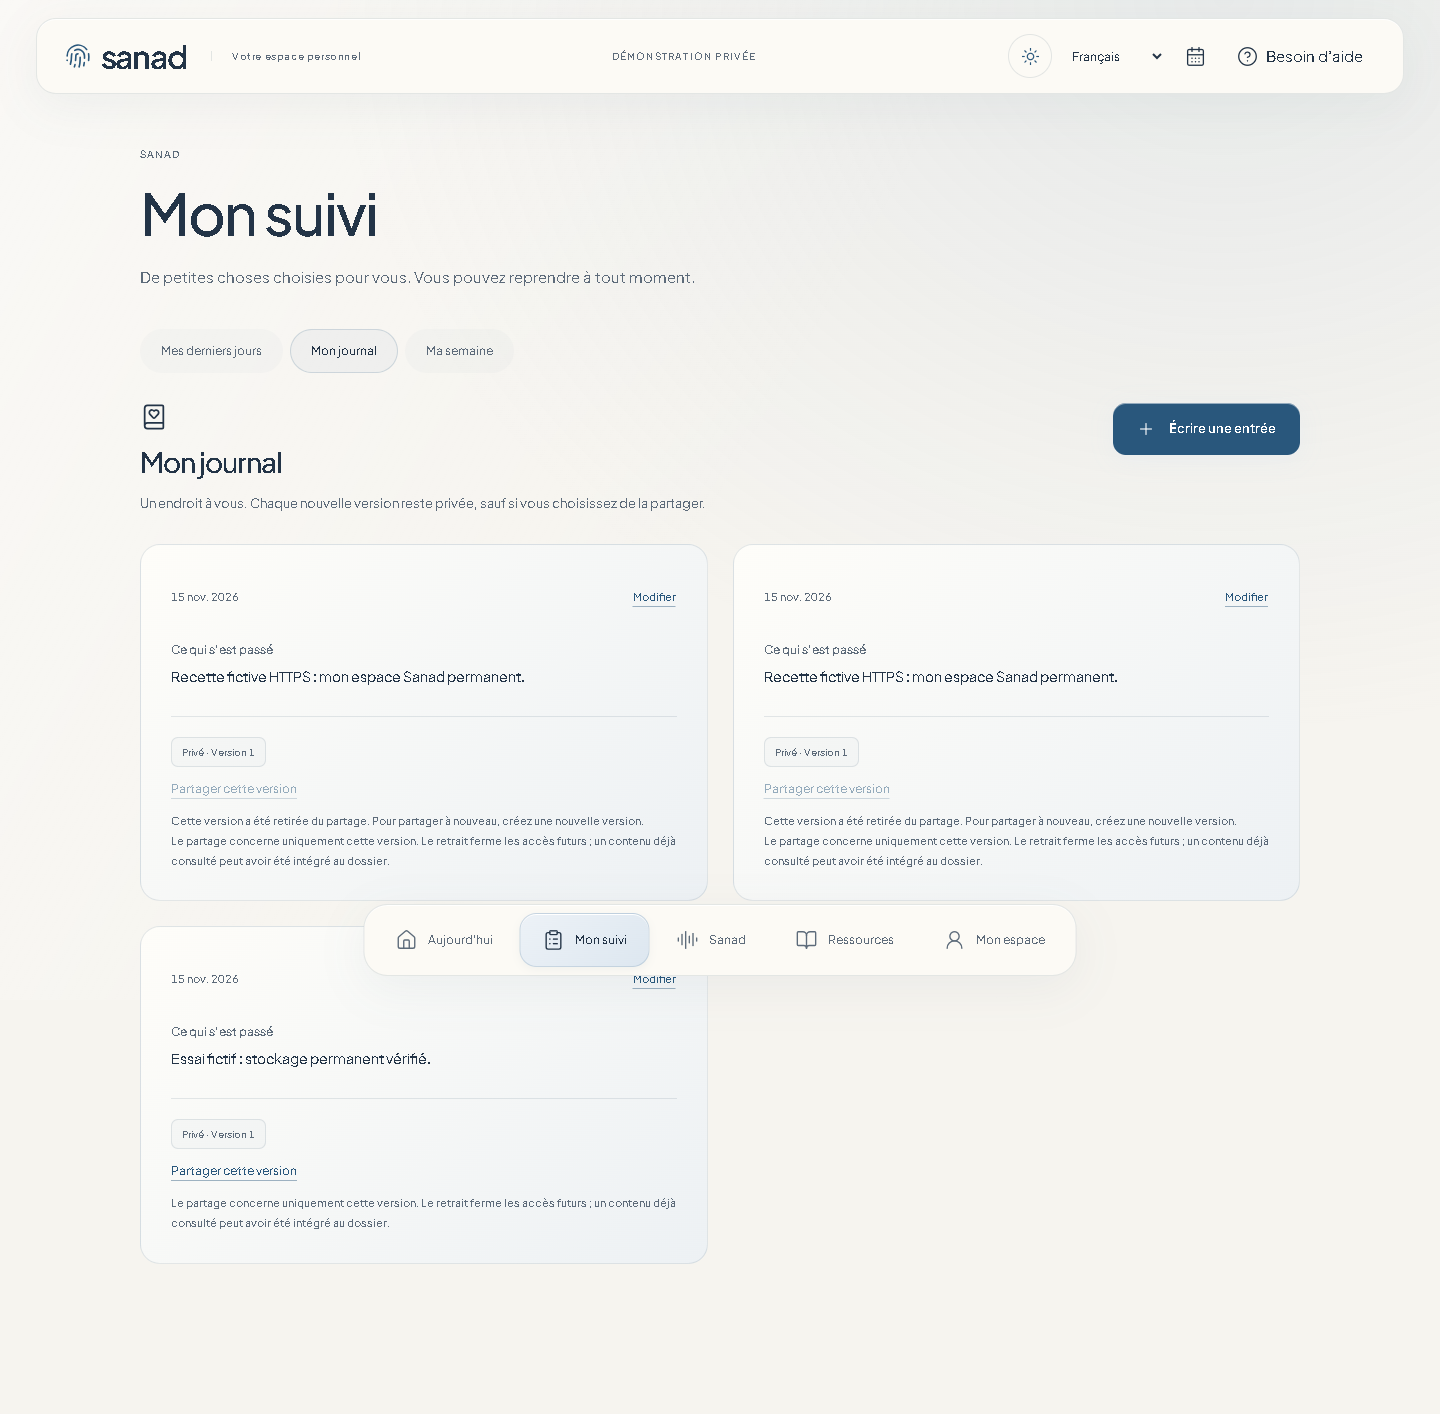 sanad
Votre espace personnel
DÉMONSTRATION PRIVÉE
Français
Besoin d'aide
SANAD
Mon suivi
De petites choses choisies pour vous. Vous pouvez reprendre à tout moment.
Mes derniers jours
Mon journal
Ma semaine
Mon journal
Écrire une entrée
Un endroit à vous. Chaque nouvelle version reste privée, sauf si vous choisissez de la partager.
15 nov. 2026
Modifier
Ce qui s'est passé
Recette fictive HTTPS : mon espace Sanad permanent.
Privé · Version 1
Partager cette version
Cette version a été retirée du partage. Pour partager à nouveau, créez une nouvelle version.
Le partage concerne uniquement cette version. Le retrait ferme les accès futurs ; un contenu déjà
consulté peut avoir été intégré au dossier.
15 nov. 2026
Modifier
Ce qui s'est passé
Recette fictive HTTPS : mon espace Sanad permanent.
Privé · Version 1
Partager cette version
Cette version a été retirée du partage. Pour partager à nouveau, créez une nouvelle version.
Le partage concerne uniquement cette version. Le retrait ferme les accès futurs ; un contenu déjà
consulté peut avoir été intégré au dossier.
Aujourd'hui
Mon suivi
Sanad
Ressources
Mon espace
15 nov. 2026
Modifier
Ce qui s'est passé
Essai fictif : stockage permanent vérifié.
Privé · Version 1
Partager cette version
Le partage concerne uniquement cette version. Le retrait ferme les accès futurs ; un contenu déjà
consulté peut avoir été intégré au dossier.